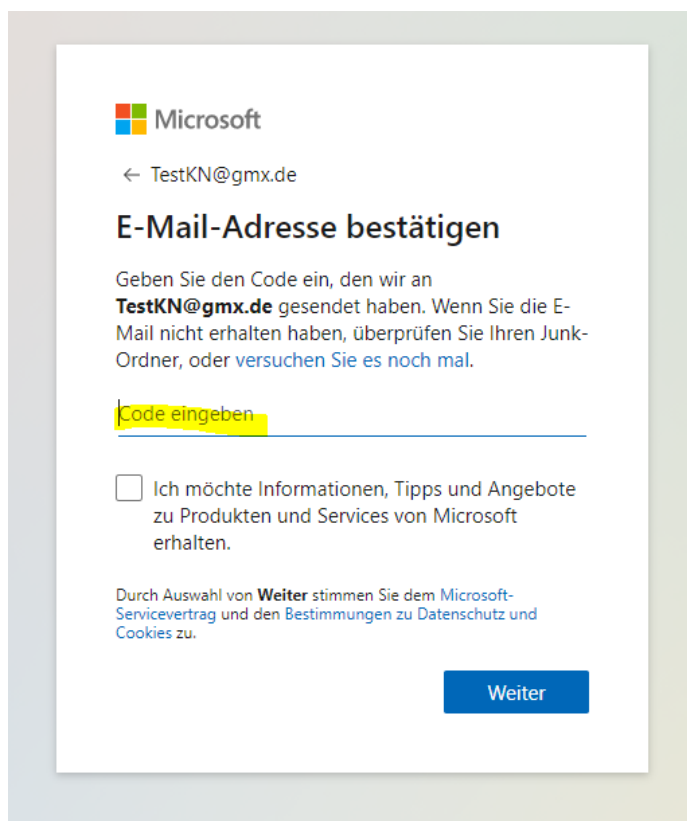 Microsoft
← TestKN@gmx.de
E-Mail-Adresse bestätigen
Geben Sie den Code ein, den wir an
TestKN@gmx.de gesendet haben. Wenn Sie die E-
Mail nicht erhalten haben, überprüfen Sie Ihren Junk-
Ordner, oder versuchen Sie es noch mal.
Code eingeben
Ich möchte Informationen, Tipps und Angebote
zu Produkten und Services von Microsoft
erhalten.
Durch Auswahl von Weiter stimmen Sie dem Microsoft-
Servicevertrag und den Bestimmungen zu Datenschutz und
Cookies zu.
Weiter